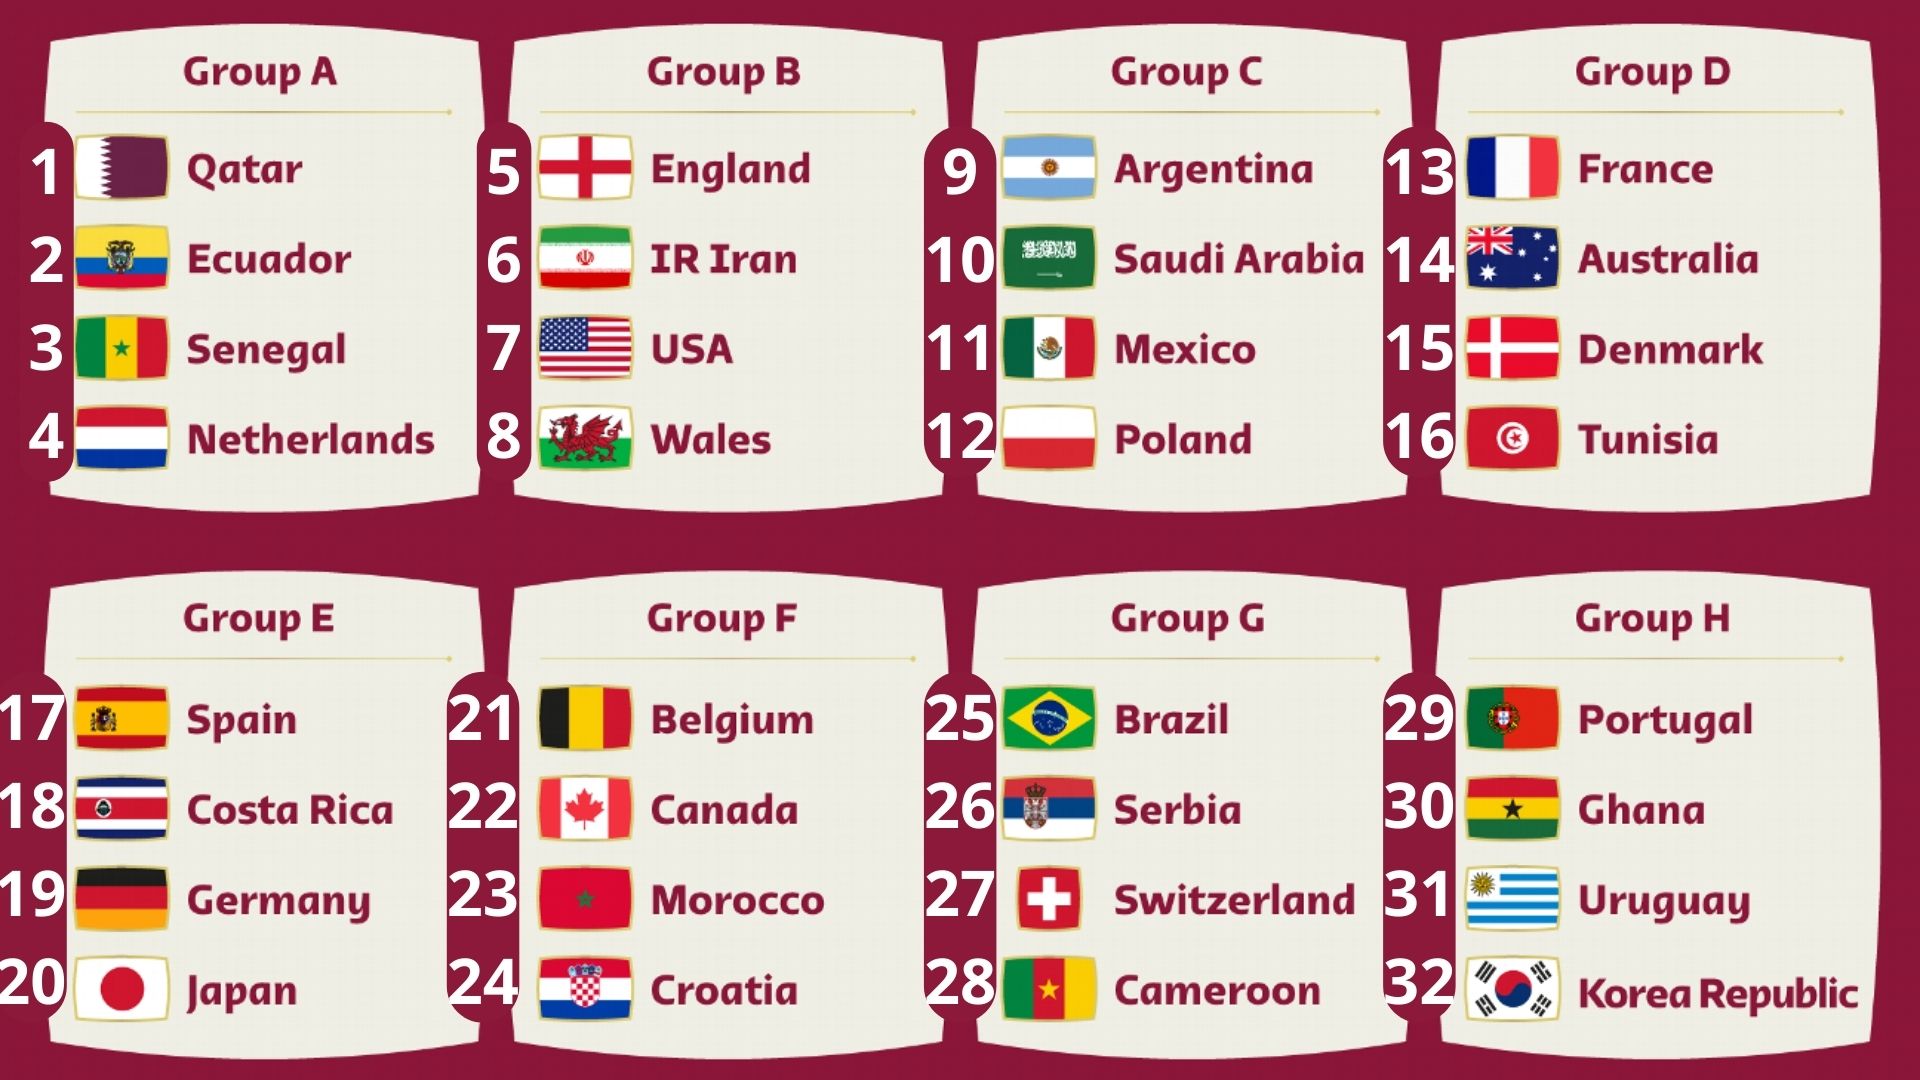 Group A
1 Qatar
2 Ecuador
3 Senegal
4 Netherlands
Group B
5 England
6 IR Iran
7 USA
8 Wales
Group C
9 Argentina
10 Saudi Arabia
11 Mexico
12 Poland
Group D
13 France
14 Australia
15 Denmark
16 Tunisia
Group E
17 Spain
18 Costa Rica
19 Germany
20 Japan
Group F
21 Belgium
22 Canada
23 Morocco
24 Croatia
Group G
25 Brazil
26 Serbia
27 Switzerland
28 Cameroon
Group H
29 Portugal
30 Ghana
31 Uruguay
32 Korea Republic